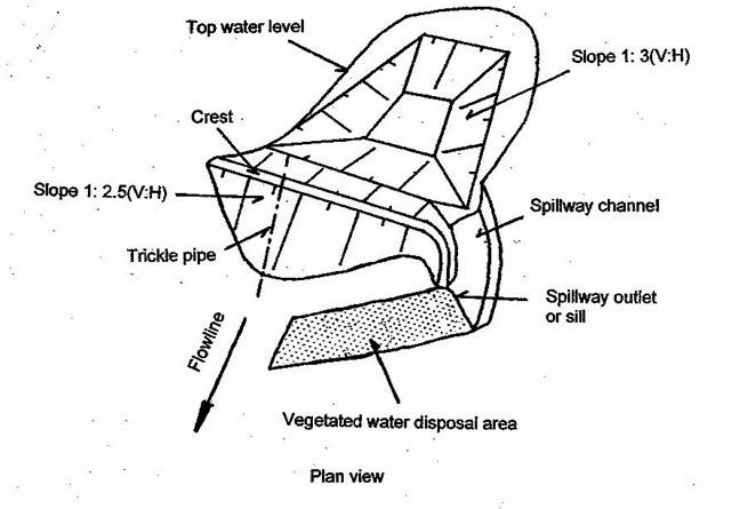 Top water level
Slope 1: 3(V:H)
Crest
Slope 1: 2.5(V:H)
Spillway channel
Trickle pipe
Spillway outlet
or sill
Flowline
Vegetated water disposal area
Plan view